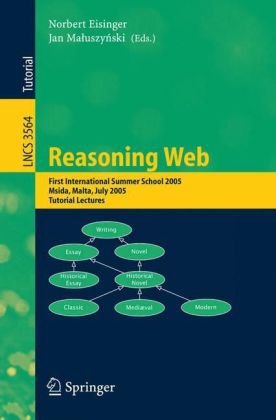 Norbert Eisinger
Jan Małuszyński (Eds.)
Tutorial
LNCS 3564
Reasoning Web
First International Summer School 2005
Msida, Malta, July 2005
Tutorial Lectures
Writing
Essay
Novel
Historical
Essay
Historical
Novel
Classic
Mediæval
Modern
Springer